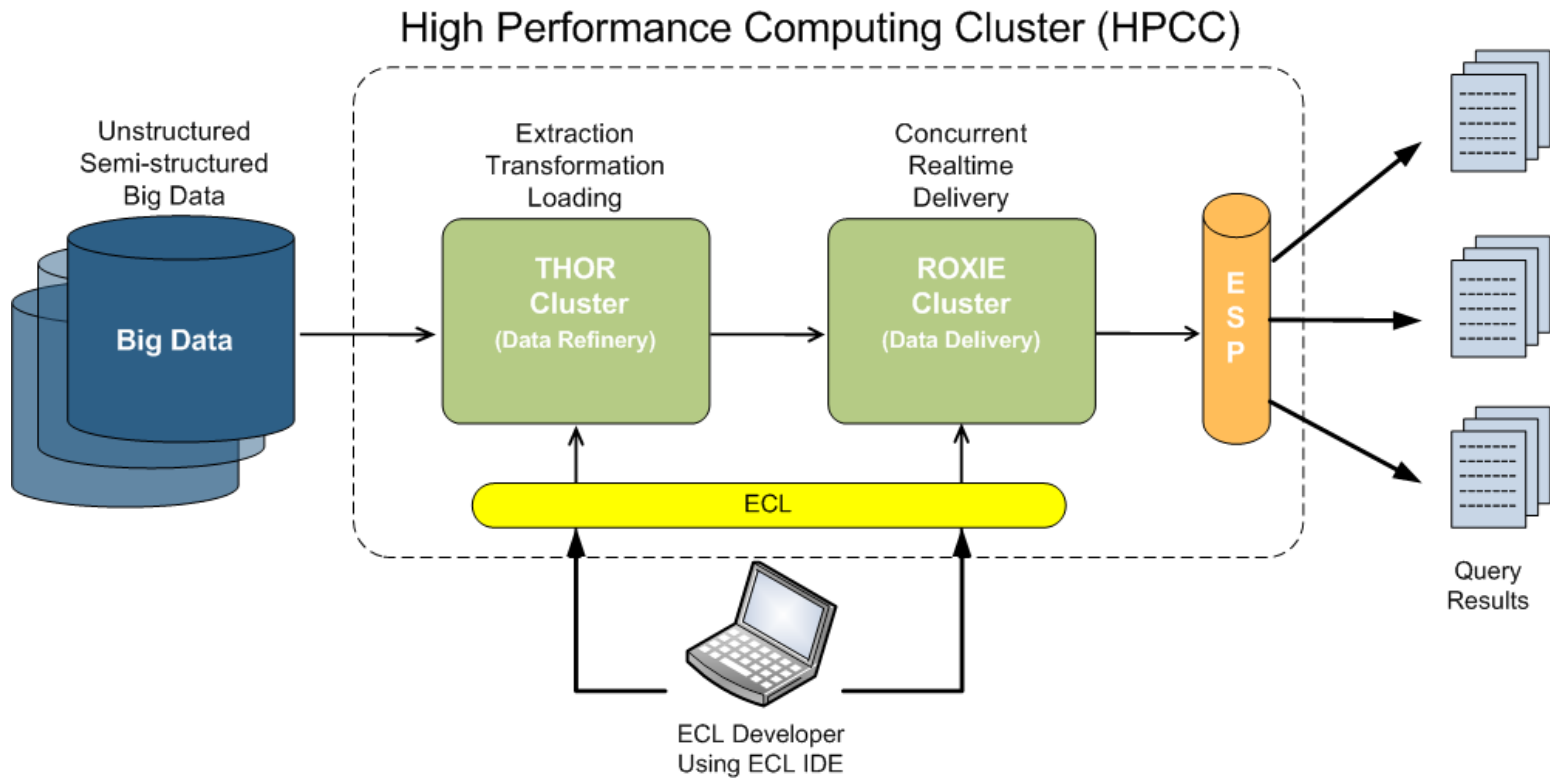 High Performance Computing Cluster (HPCC)
Unstructured
Semi-structured
Big Data
Big Data
Extraction
Transformation
Loading
THOR
Cluster
(Data Refinery)
Concurrent
Realtime
Delivery
ROXIE
Cluster
(Data Delivery)
E
S
P
ECL
ECL Developer
Using ECL IDE
Query
Results